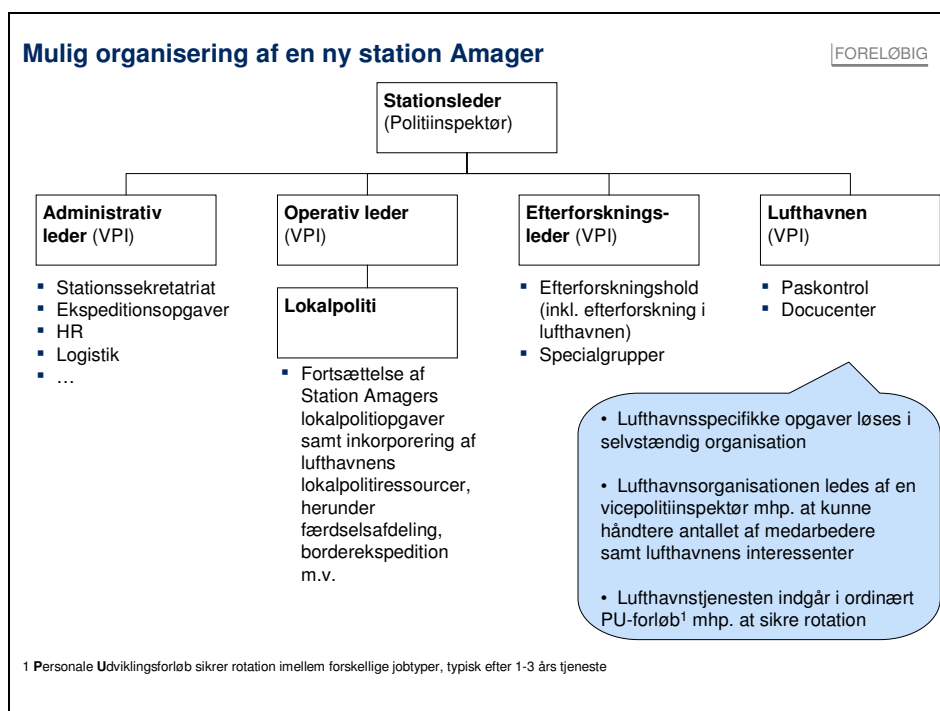 Mulig organisering af en ny station Amager
FORELØBIG
Stationsleder
(Politiinspektør)
Administrativ
leder (VPI)
▪ Stationssekretatriat
▪ Ekspeditionsopgaver
▪ HR
▪ Logistik
▪ …
Operativ leder
(VPI)
Lokalpoliti
▪ Fortsættelse af
Station Amagers
lokalpolitiopgaver
samt inkorporering af
lufthavnens
lokalpolitiressourcer,
herunder
færdselsafdeling,
borderekspedition
m.v.
Efterforsknings-
leder (VPI)
▪ Efterforskningshold
(inkl. efterforskning i
lufthavnen)
▪ Specialgrupper
Lufthavnen
(VPI)
▪ Paskontrol
▪ Docucenter
• Lufthavnsspecifikke opgaver løses i
selvstændig organisation
• Lufthavnsorganisationen ledes af en
vicepolitiinspektør mhp. at kunne
håndtere antallet af medarbedere
samt lufthavnens interessenter
• Lufthavnstjenesten indgår i ordinært
PU-forløb¹ mhp. at sikre rotation
1 Personale Udviklingsforløb sikrer rotation imellem forskellige jobtyper, typisk efter 1-3 års tjeneste